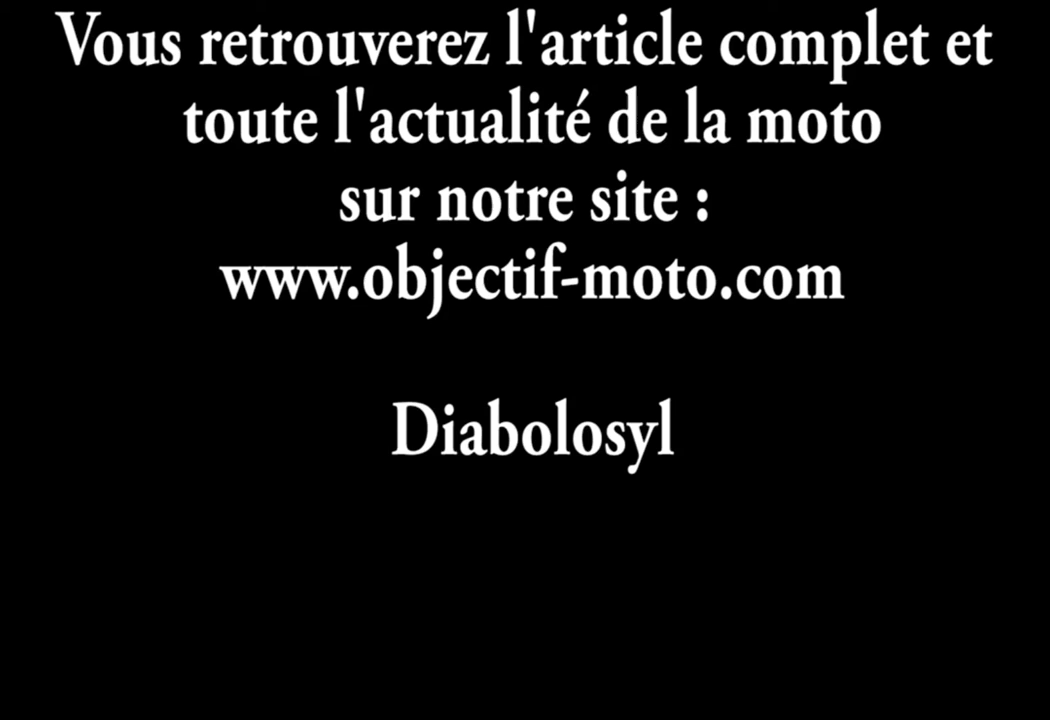 Vous retrouverez l'article complet et
toute l'actualité de la moto
sur notre site :
www.objectif-moto.com
Diabolosyl